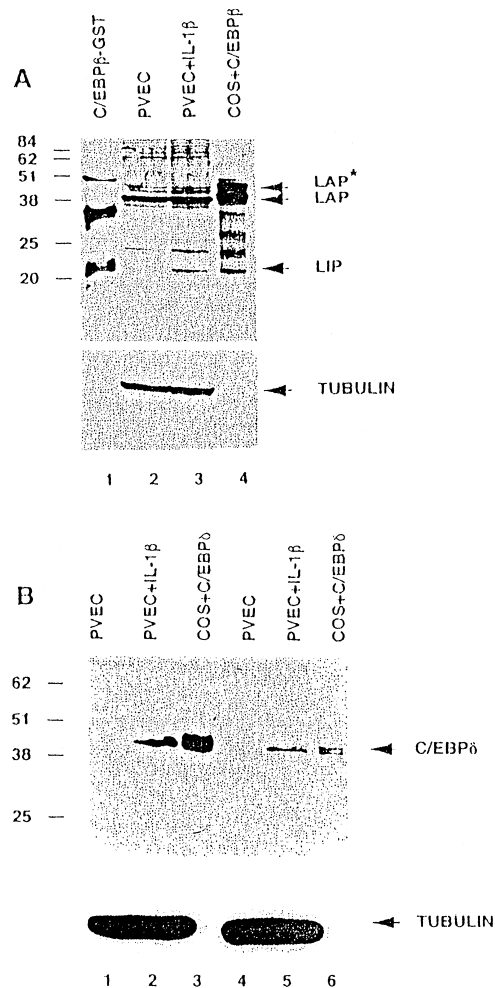 A
C/EBPβ-GST
PVEC
PVEC+IL-1β
COS+C/EBPβ
84
62
51
38
25
20
LAP*
LAP
LIP
TUBULIN
1 2 3 4
B
PVEC
PVEC+IL-1β
COS+C/EBPδ
PVEC
PVEC+IL-1β
COS+C/EBPδ
62
51
38
25
C/EBPδ
TUBULIN
1 2 3 4 5 6